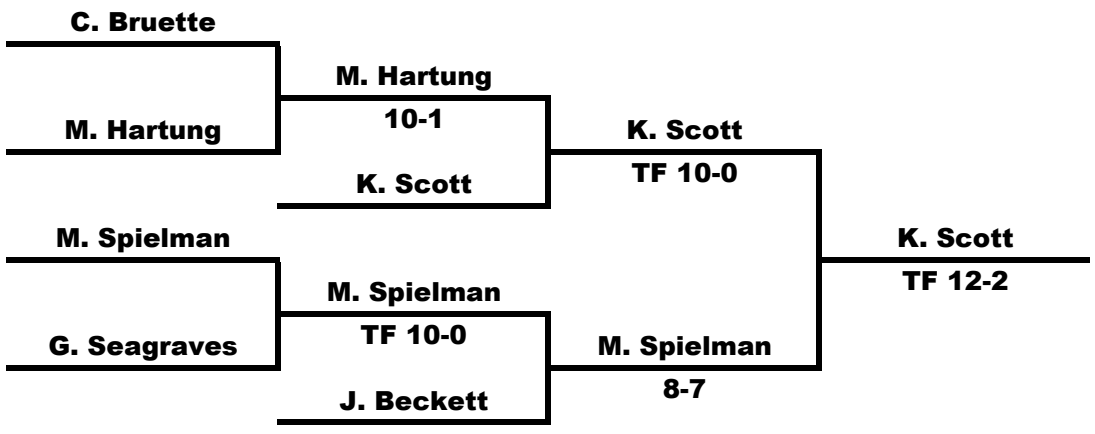 C. Bruette
M. Hartung
M. Hartung
10-1
K. Scott
K. Scott
TF 10-0
M. Spielman
G. Seagraves
M. Spielman
TF 10-0
J. Beckett
M. Spielman
8-7
K. Scott
TF 12-2